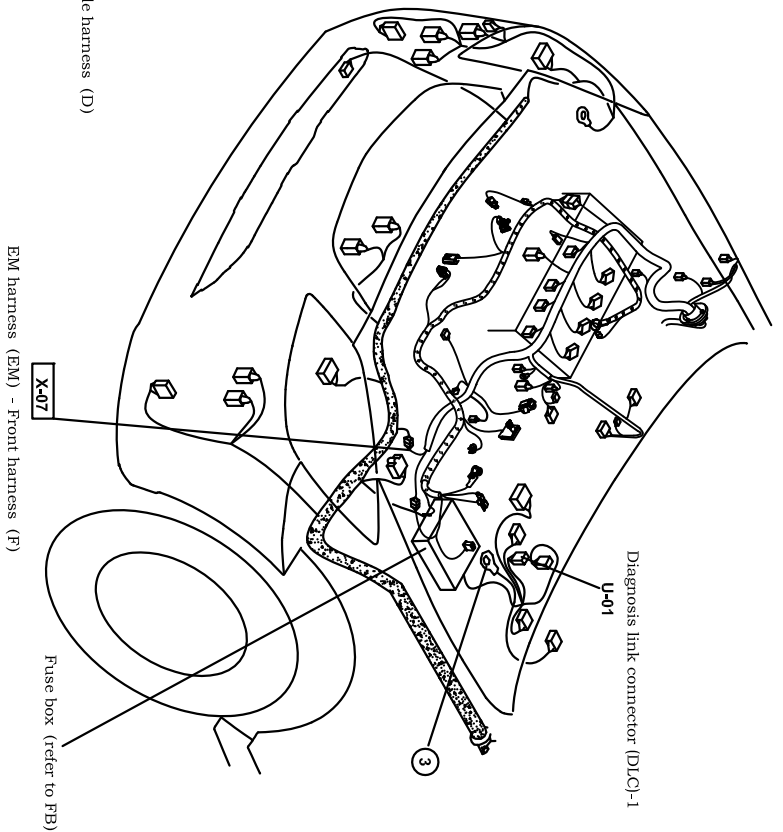 harness (D)
EM harness (EM) - Front harness (F)
X-07
Fuse box (refer to FB)
Diagnosis link connector (DLC)-1
U-01
3